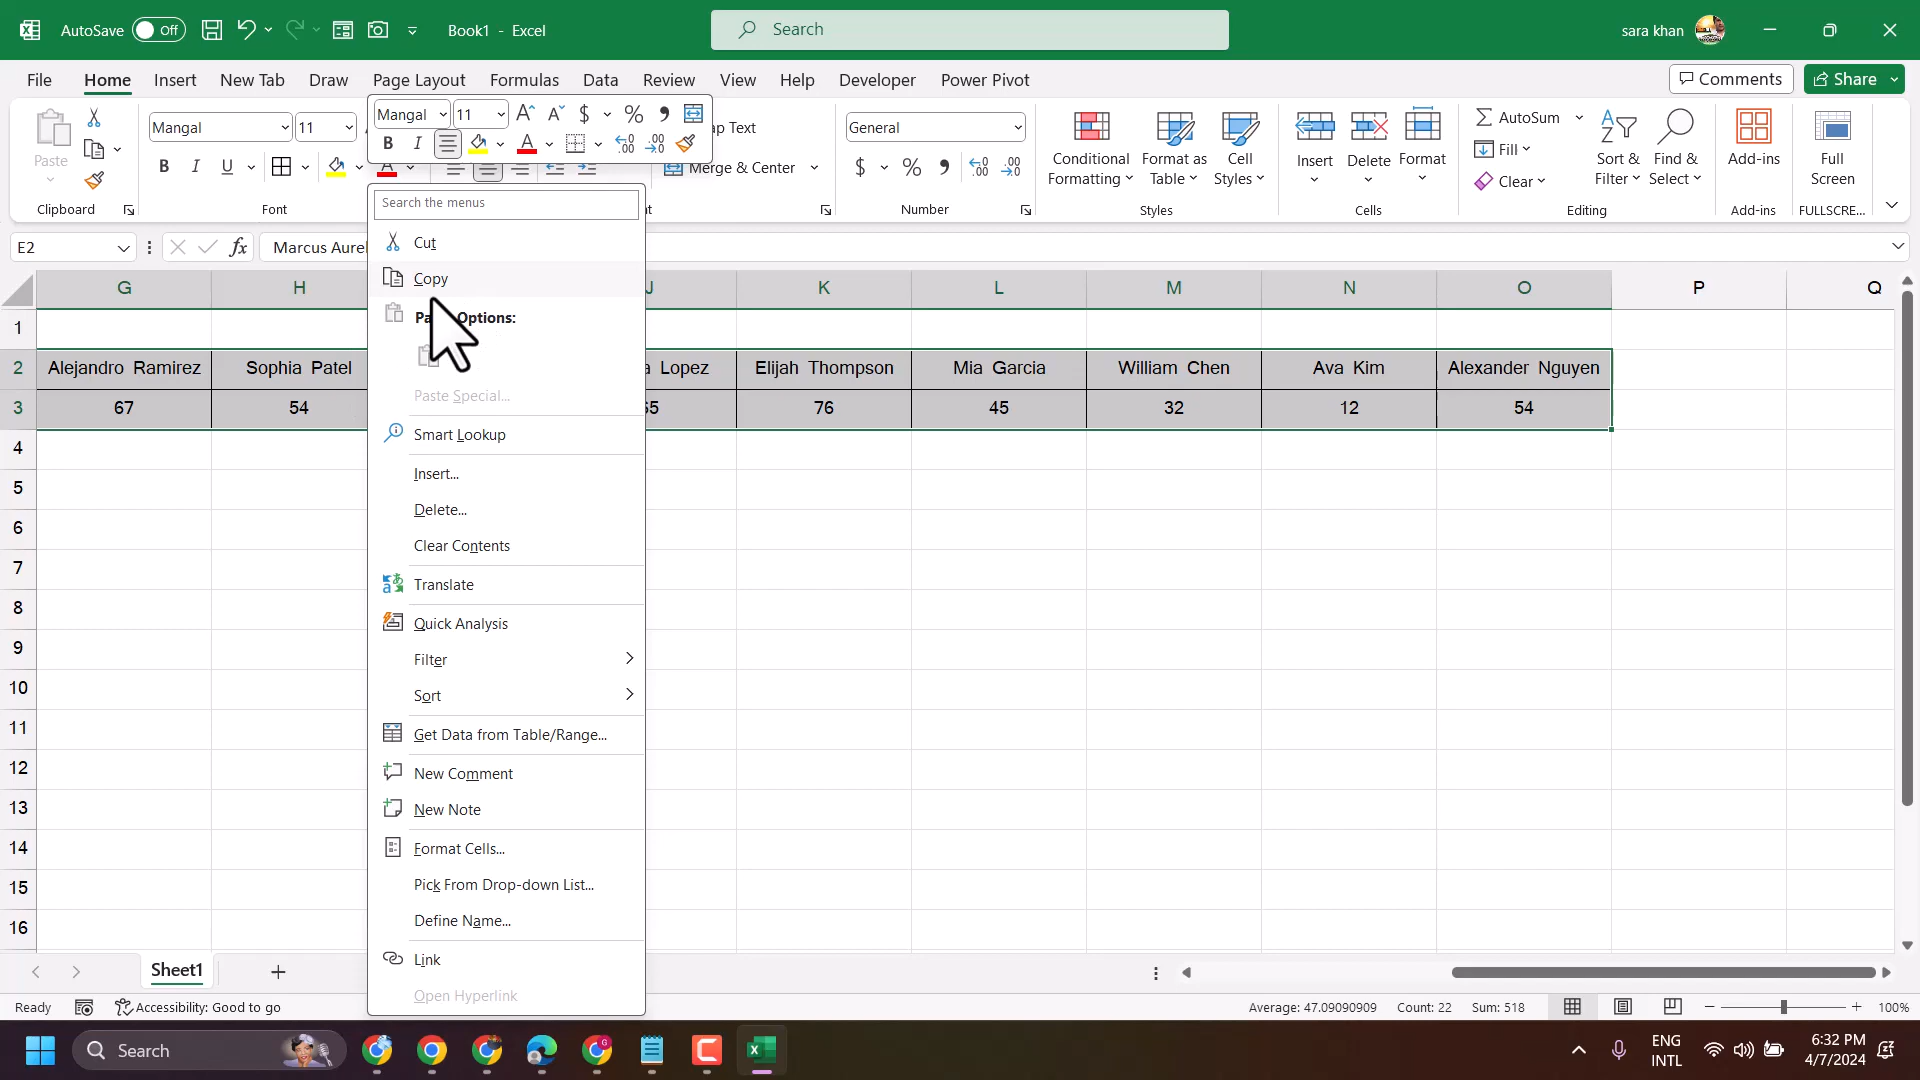 AutoSave Off Book1 - Excel Search sara khan
File Home Insert New Tab Draw Page Layout Formulas Data Review View Help Developer Power Pivot Comments Share
Mangal 11 $ % 
B I A
Paste Mangal 11 General
B I U A Merge & Center $ %
Conditional Formatting Format as Table Cell Styles Insert Delete Format
AutoSum
Fill
Clear
Sort & Filter Find & Select Add-ins Full Screen
Clipboard Font Number Styles Cells Editing Add-ins FULLSCRE...
E2 fx Marcus Aurel
G H J K L M N O P Q
1
2 Alejandro Ramirez Sophia Patel Lopez Elijah Thompson Mia Garcia William Chen Ava Kim Alexander Nguyen
3 67 54 76 45 32 12 54
4
5
6
7
8
9
10
11
12
13
14
15
16
Search the menus
Cut
Copy
Options:
Paste Special...
Smart Lookup
Insert...
Delete...
Clear Contents
Translate
Quick Analysis
Filter
Sort
Get Data from Table/Range...
New Comment
New Note
Format Cells...
Pick From Drop-down List...
Define Name...
Link
Open Hyperlink
Sheet1
Ready Accessibility: Good to go Average: 47.09090909 Count: 22 Sum: 518 100%
Search ENG INTL 6:32 PM 4/7/2024